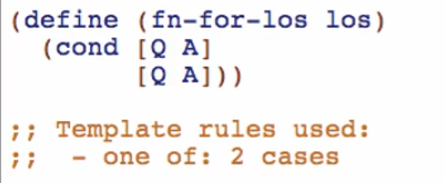 (define (fn-for-los los)
  (cond [Q A]
        [Q A]))
;; Template rules used:
;;  - one of: 2 cases